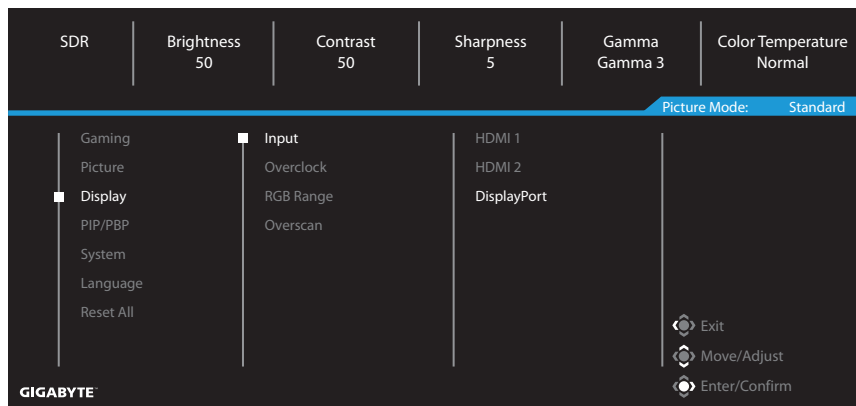 SDR
Brightness
50
Contrast
50
Sharpness
5
Gamma
Gamma 3
Color Temperature
Normal
Picture Mode: Standard
Gaming
Picture
Display
PIP/PBP
System
Language
Reset All
Input
Overclock
RGB Range
Overscan
HDMI 1
HDMI 2
DisplayPort
Exit
Move/Adjust
Enter/Confirm
GIGABYTE™